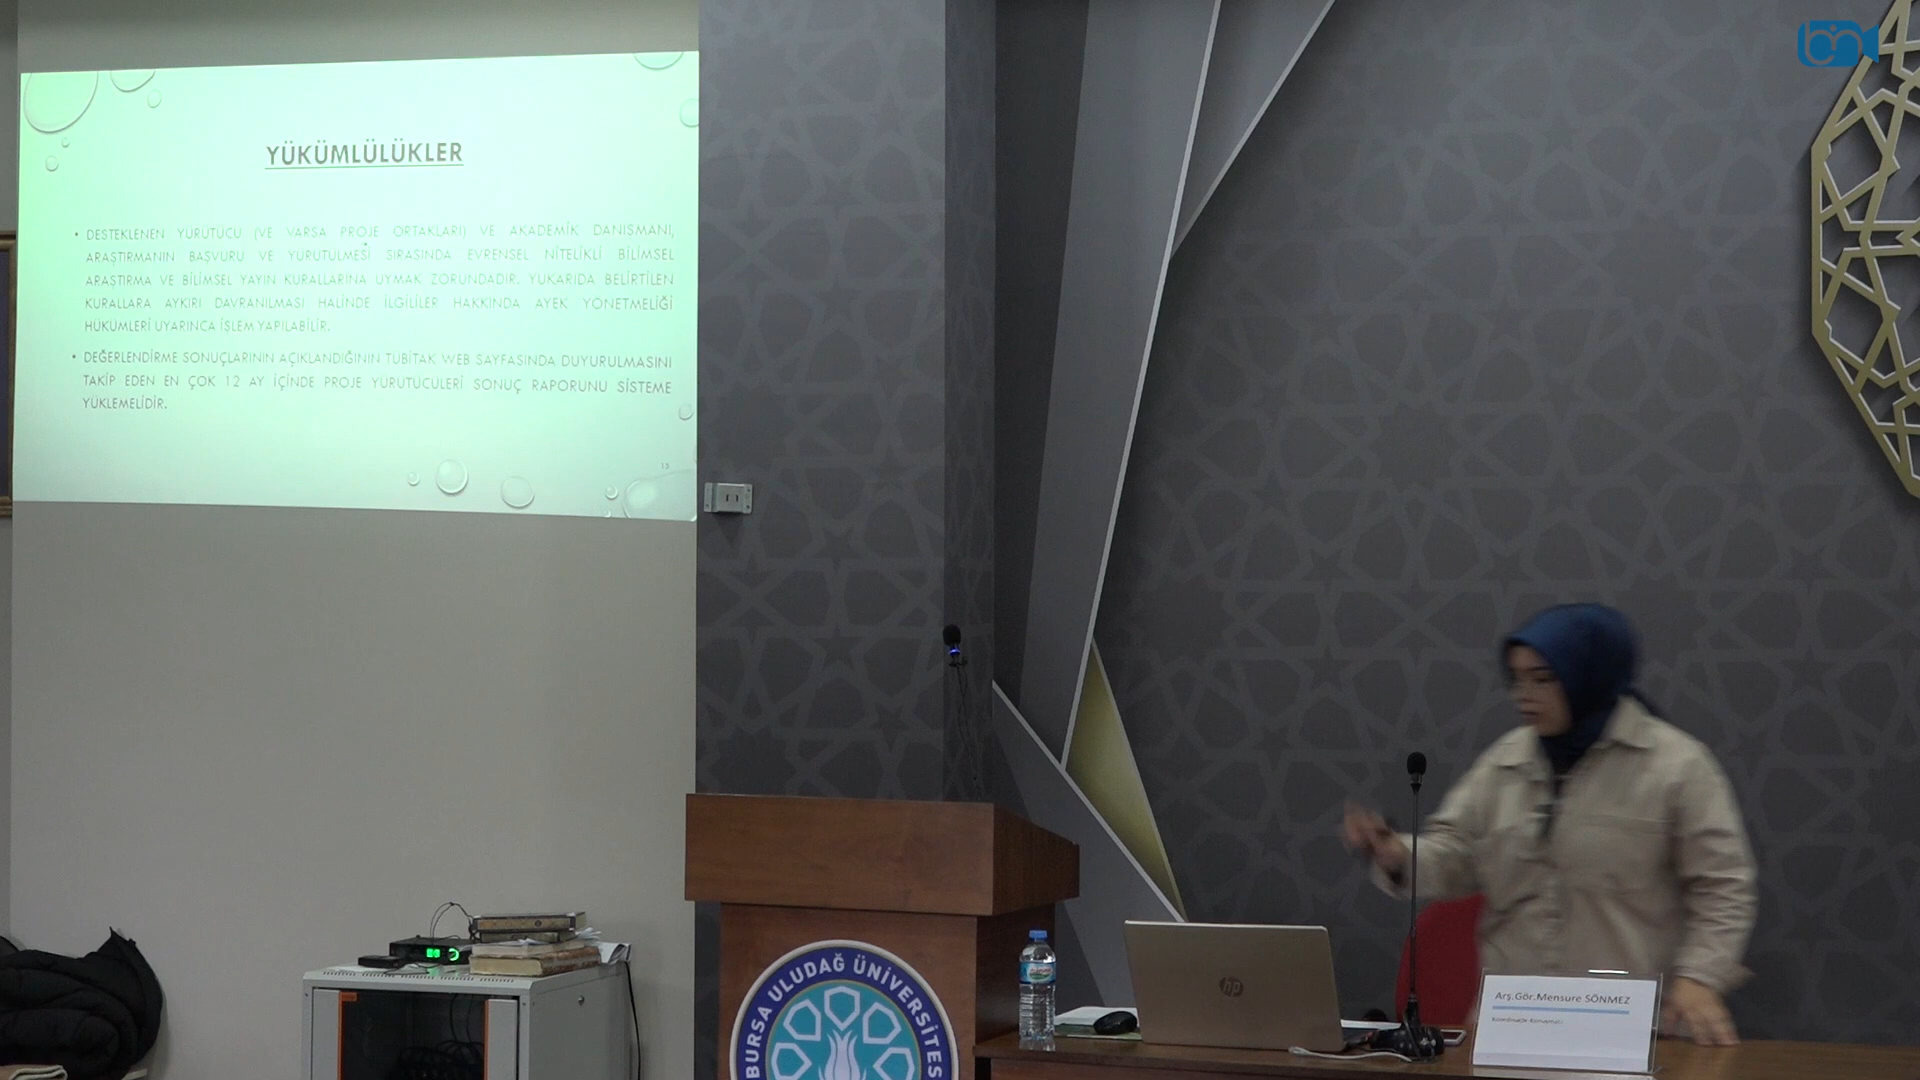 YÜKÜMLÜLÜKLER
• DESTEKLENEN YÜRÜTÜCÜ (VE VARSA PROJE ORTAKLARI) VE AKADEMİK DANIŞMANI,
ARAŞTIRMANIN BAŞVURU VE YÜRÜTÜLMESİ SIRASINDA EVRENSEL NİTELİKLİ BİLİMSEL
ARAŞTIRMA VE BİLİMSEL YAYIN KURALLARINA UYMAK ZORUNDADIR. YUKARIDA BELİRTİLEN
KURALLARA AYKIRI DAVRANILMASI HALİNDE İLGİLİLER HAKKINDA AYEK YÖNETMELİĞİ
HÜKÜMLERİ UYARINCA İŞLEM YAPILABİLİR.
• DEĞERLENDİRME SONUÇLARININ AÇIKLANDIĞININ TÜBİTAK WEB SAYFASINDA DUYURULMASINI
TAKİP EDEN EN ÇOK 12 AY İÇİNDE PROJE YÜRÜTÜCÜLERİ SONUÇ RAPORUNU SİSTEME
YÜKLEMELİDİR.
13
BURSA ULUDAĞ ÜNİVERSİTES
hp
Arş.Gör.Mensure SÖNMEZ